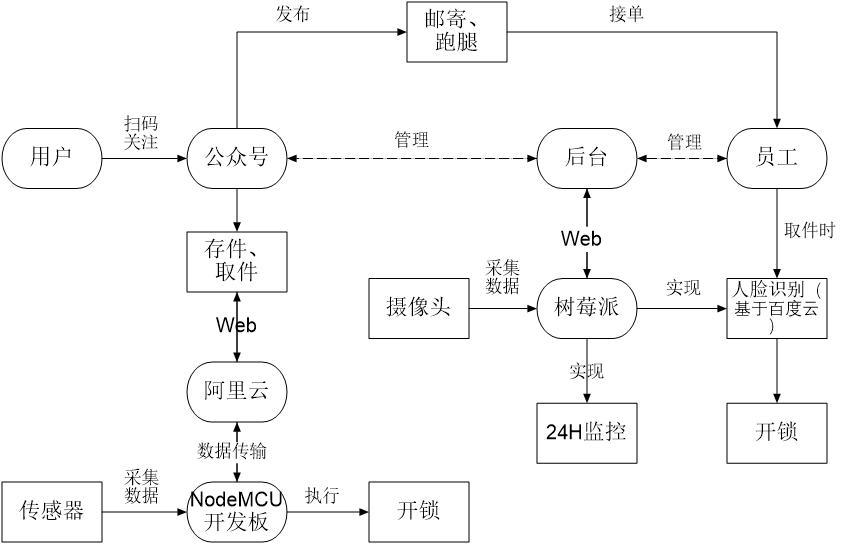 发布
邮寄、
跑腿
接单
用户
扫码
关注
公众号
管理
后台
管理
员工
存件、
取件
Web
取件时
Web
摄像头
采集
数据
树莓派
实现
人脸识别（
基于百度云
）
阿里云
实现
24H监控
开锁
数据传输
传感器
采集
数据
NodeMCU
开发板
执行
开锁